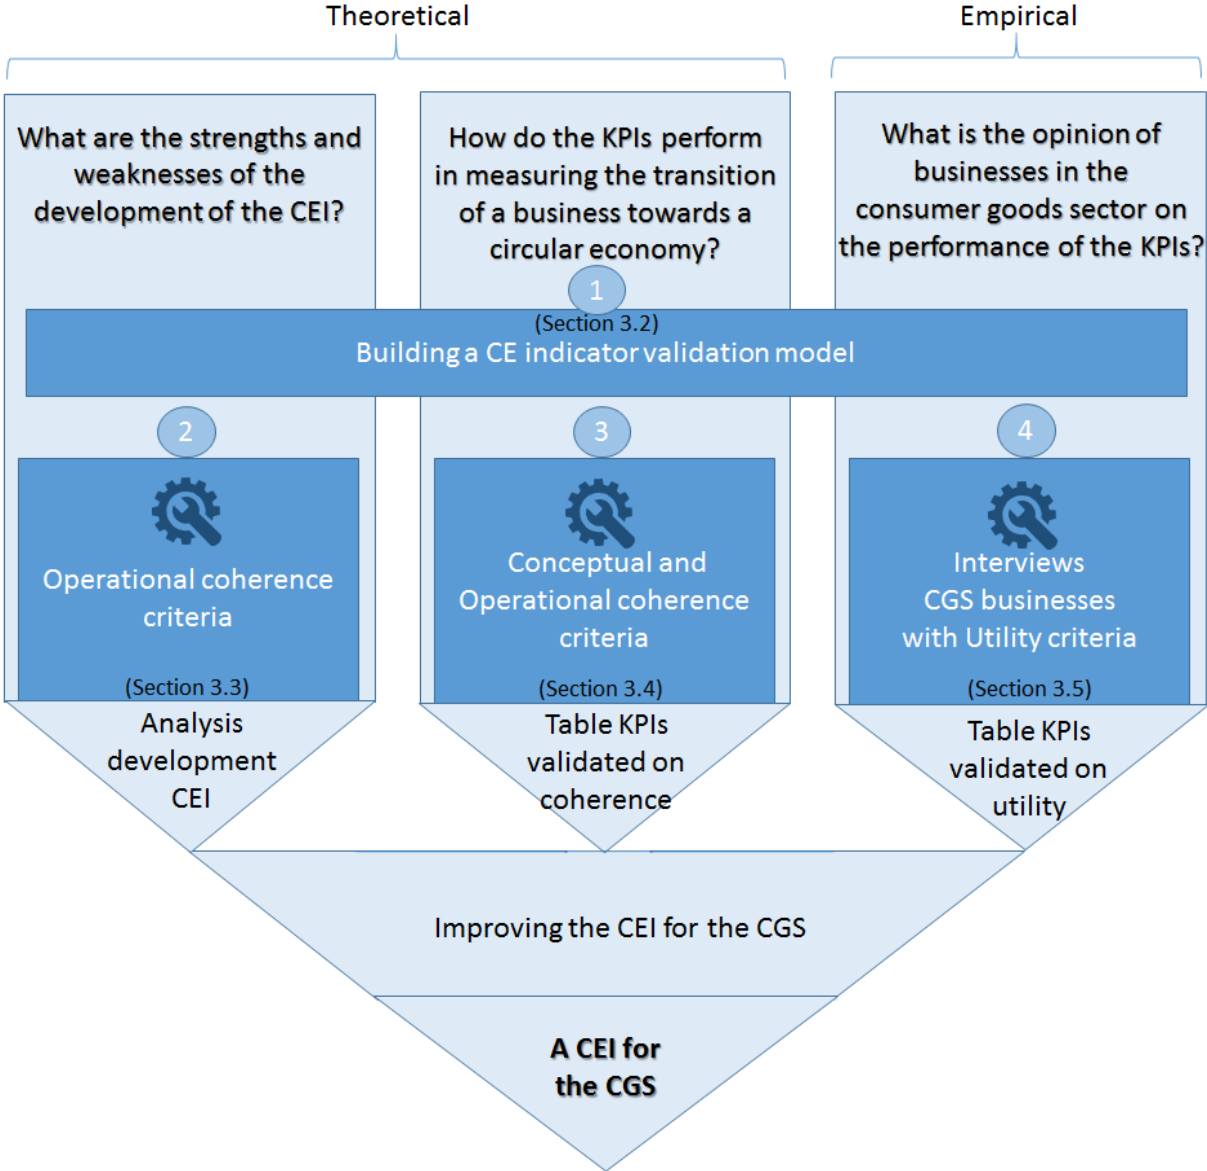 Theoretical
Empirical
What are the strengths and
weaknesses of the
development of the CEI?
How do the KPIs perform
in measuring the transition
of a business towards a
circular economy?
What is the opinion of
businesses in the
consumer goods sector on
the performance of the KPIs?
1
(Section 3.2)
Building a CE indicator validation model
2
Operational coherence
criteria
(Section 3.3)
Analysis
development
CEI
3
Conceptual and
Operational coherence
criteria
(Section 3.4)
Table KPIs
validated on
coherence
4
Interviews
CGS businesses
with Utility criteria
(Section 3.5)
Table KPIs
validated on
utility
Improving the CEI for the CGS
A CEI for
the CGS